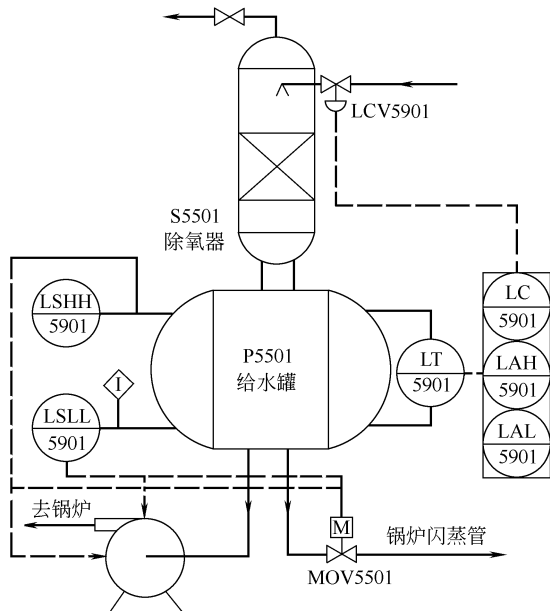 LCV5901
S5501
除氧器
LSHH
5901
LC
5901
P5501
给水罐
LT
5901
LAH
5901
I
LSLL
5901
LAL
5901
去锅炉
M
锅炉闪蒸管
MOV5501